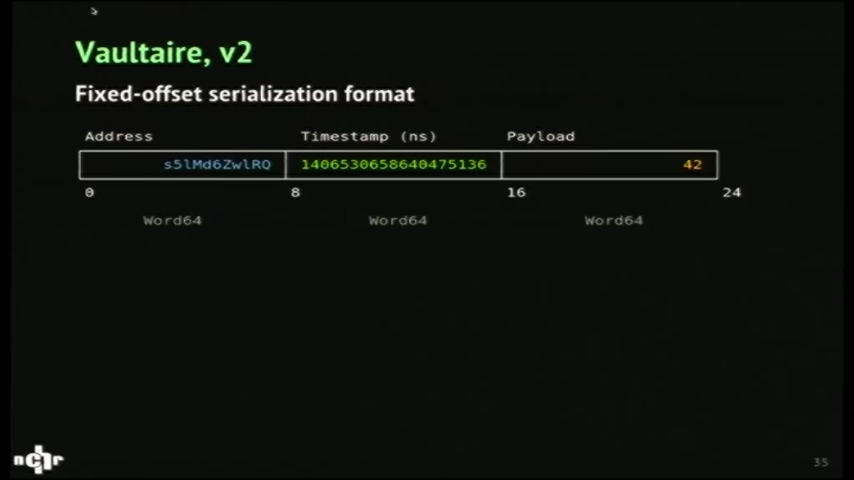 Vaultaire, v2
Fixed-offset serialization format
Address Timestamp (ns) Payload
s5lMd6ZwlRQ 1406530658640475136 42
0 8 16 24
Word64 Word64 Word64
nchr
35